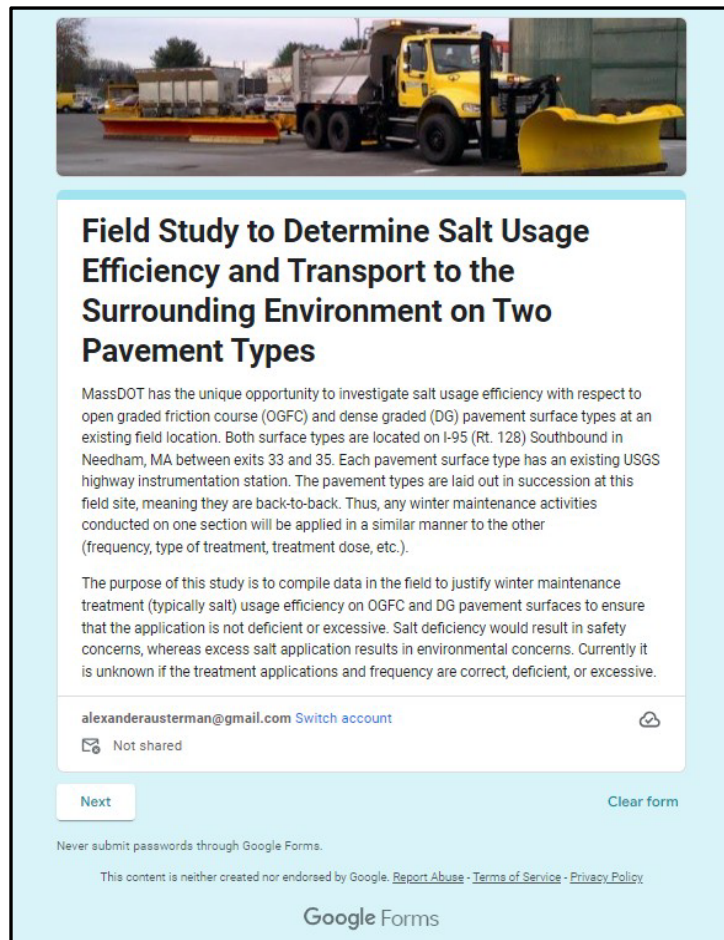 Field Study to Determine Salt Usage
Efficiency and Transport to the
Surrounding Environment on Two
Pavement Types
MassDOT has the unique opportunity to investigate salt usage efficiency with respect to
open graded friction course (OGFC) and dense graded (DG) pavement surface types at an
existing field location. Both surface types are located on I-95 (Rt. 128) Southbound in
Needham, MA between exits 33 and 35. Each pavement surface type has an existing USGS
highway instrumentation station. The pavement types are laid out in succession at this
field site, meaning they are back-to-back. Thus, any winter maintenance activities
conducted on one section will be applied in a similar manner to the other
(frequency, type of treatment, treatment dose, etc.).
The purpose of this study is to compile data in the field to justify winter maintenance
treatment (typically salt) usage efficiency on OGFC and DG pavement surfaces to ensure
that the application is not deficient or excessive. Salt deficiency would result in safety
concerns, whereas excess salt application results in environmental concerns. Currently it
is unknown if the treatment applications and frequency are correct, deficient, or excessive.
alexanderausterman@gmail.com Switch account
Not shared
Next Clear form
Never submit passwords through Google Forms.
This content is neither created nor endorsed by Google. Report Abuse - Terms of Service - Privacy Policy
Google Forms